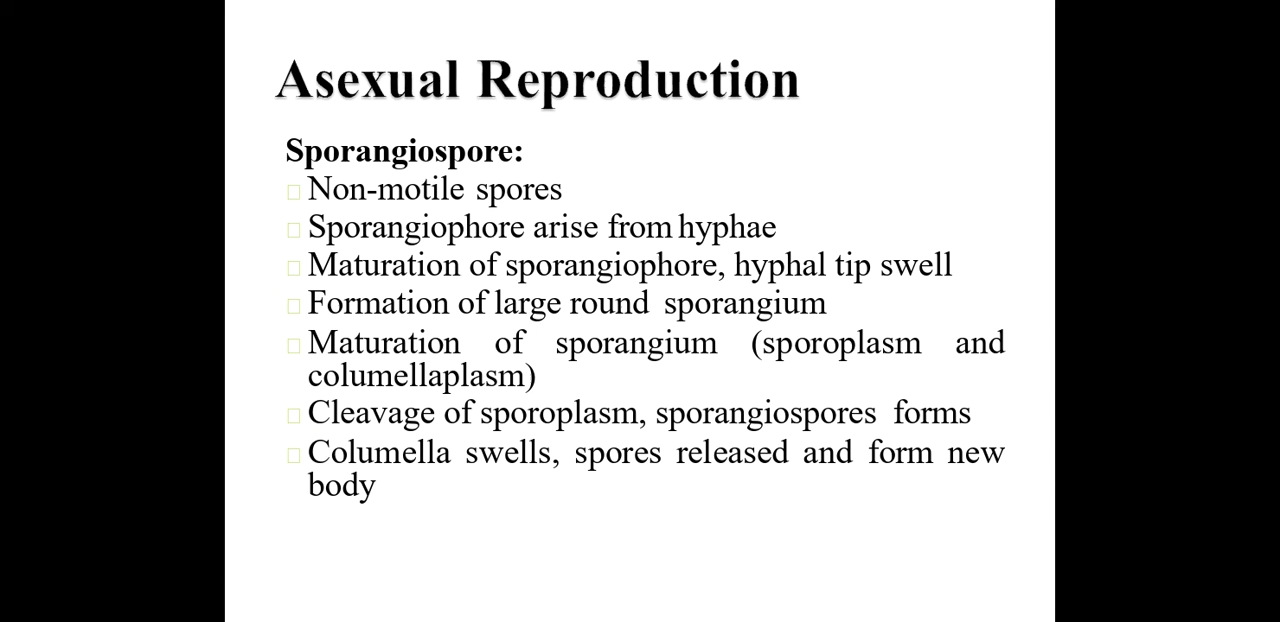 Asexual Reproduction
Sporangiospore:
Non-motile spores
Sporangiophore arise from hyphae
Maturation of sporangiophore, hyphal tip swell
Formation of large round sporangium
Maturation of sporangium (sporoplasm and
columellaplasm)
Cleavage of sporoplasm, sporangiospores forms
Columella swells, spores released and form new
body